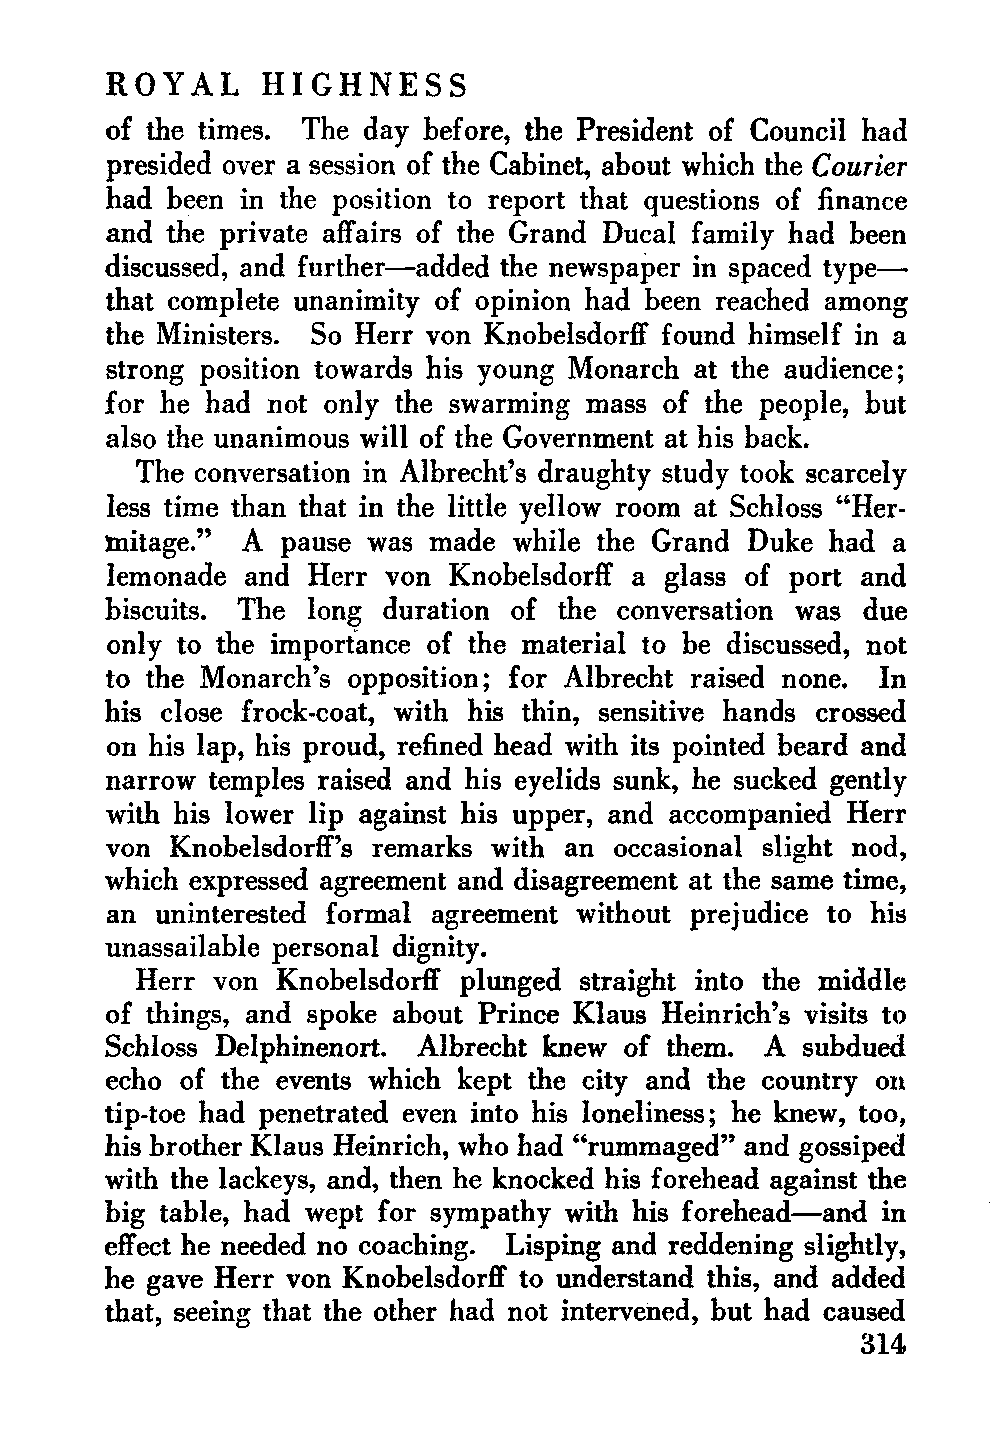 ROYAL HIGHNESS
of the times. The day before, the President of Council had
presided over a session of the Cabinet, about which the Courier
had been in the position to report that questions of finance
and the private affairs of the Grand Ducal family had been
discussed, and further—added the newspaper in spaced type—
that complete unanimity of opinion had been reached among
the Ministers. So Herr von Knobelsdorff found himself in a
strong position towards his young Monarch at the audience;
for he had not only the swarming mass of the people, but
also the unanimous will of the Government at his back.
The conversation in Albrecht's draughty study took scarcely
less time than that in the little yellow room at Schloss “Her-
mitage.” A pause was made while the Grand Duke had a
lemonade and Herr von Knobelsdorff a glass of port and
biscuits. The long duration of the conversation was due
only to the importance of the material to be discussed, not
to the Monarch's opposition; for Albrecht raised none. In
his close frock-coat, with his thin, sensitive hands crossed
on his lap, his proud, refined head with its pointed beard and
narrow temples raised and his eyelids sunk, he sucked gently
with his lower lip against his upper, and accompanied Herr
von Knobelsdorff's remarks with an occasional slight nod,
which expressed agreement and disagreement at the same time,
an uninterested formal agreement without prejudice to his
unassailable personal dignity.
Herr von Knobelsdorff plunged straight into the middle
of things, and spoke about Prince Klaus Heinrich's visits to
Schloss Delphinenort. Albrecht knew of them. A subdued
echo of the events which kept the city and the country on
tip-toe had penetrated even into his loneliness; he knew, too,
his brother Klaus Heinrich, who had “rummaged” and gossiped
with the lackeys, and, then he knocked his forehead against the
big table, had wept for sympathy with his forehead—and in
effect he needed no coaching. Lisping and reddening slightly,
he gave Herr von Knobelsdorff to understand this, and added
that, seeing that the other had not intervened, but had caused
314